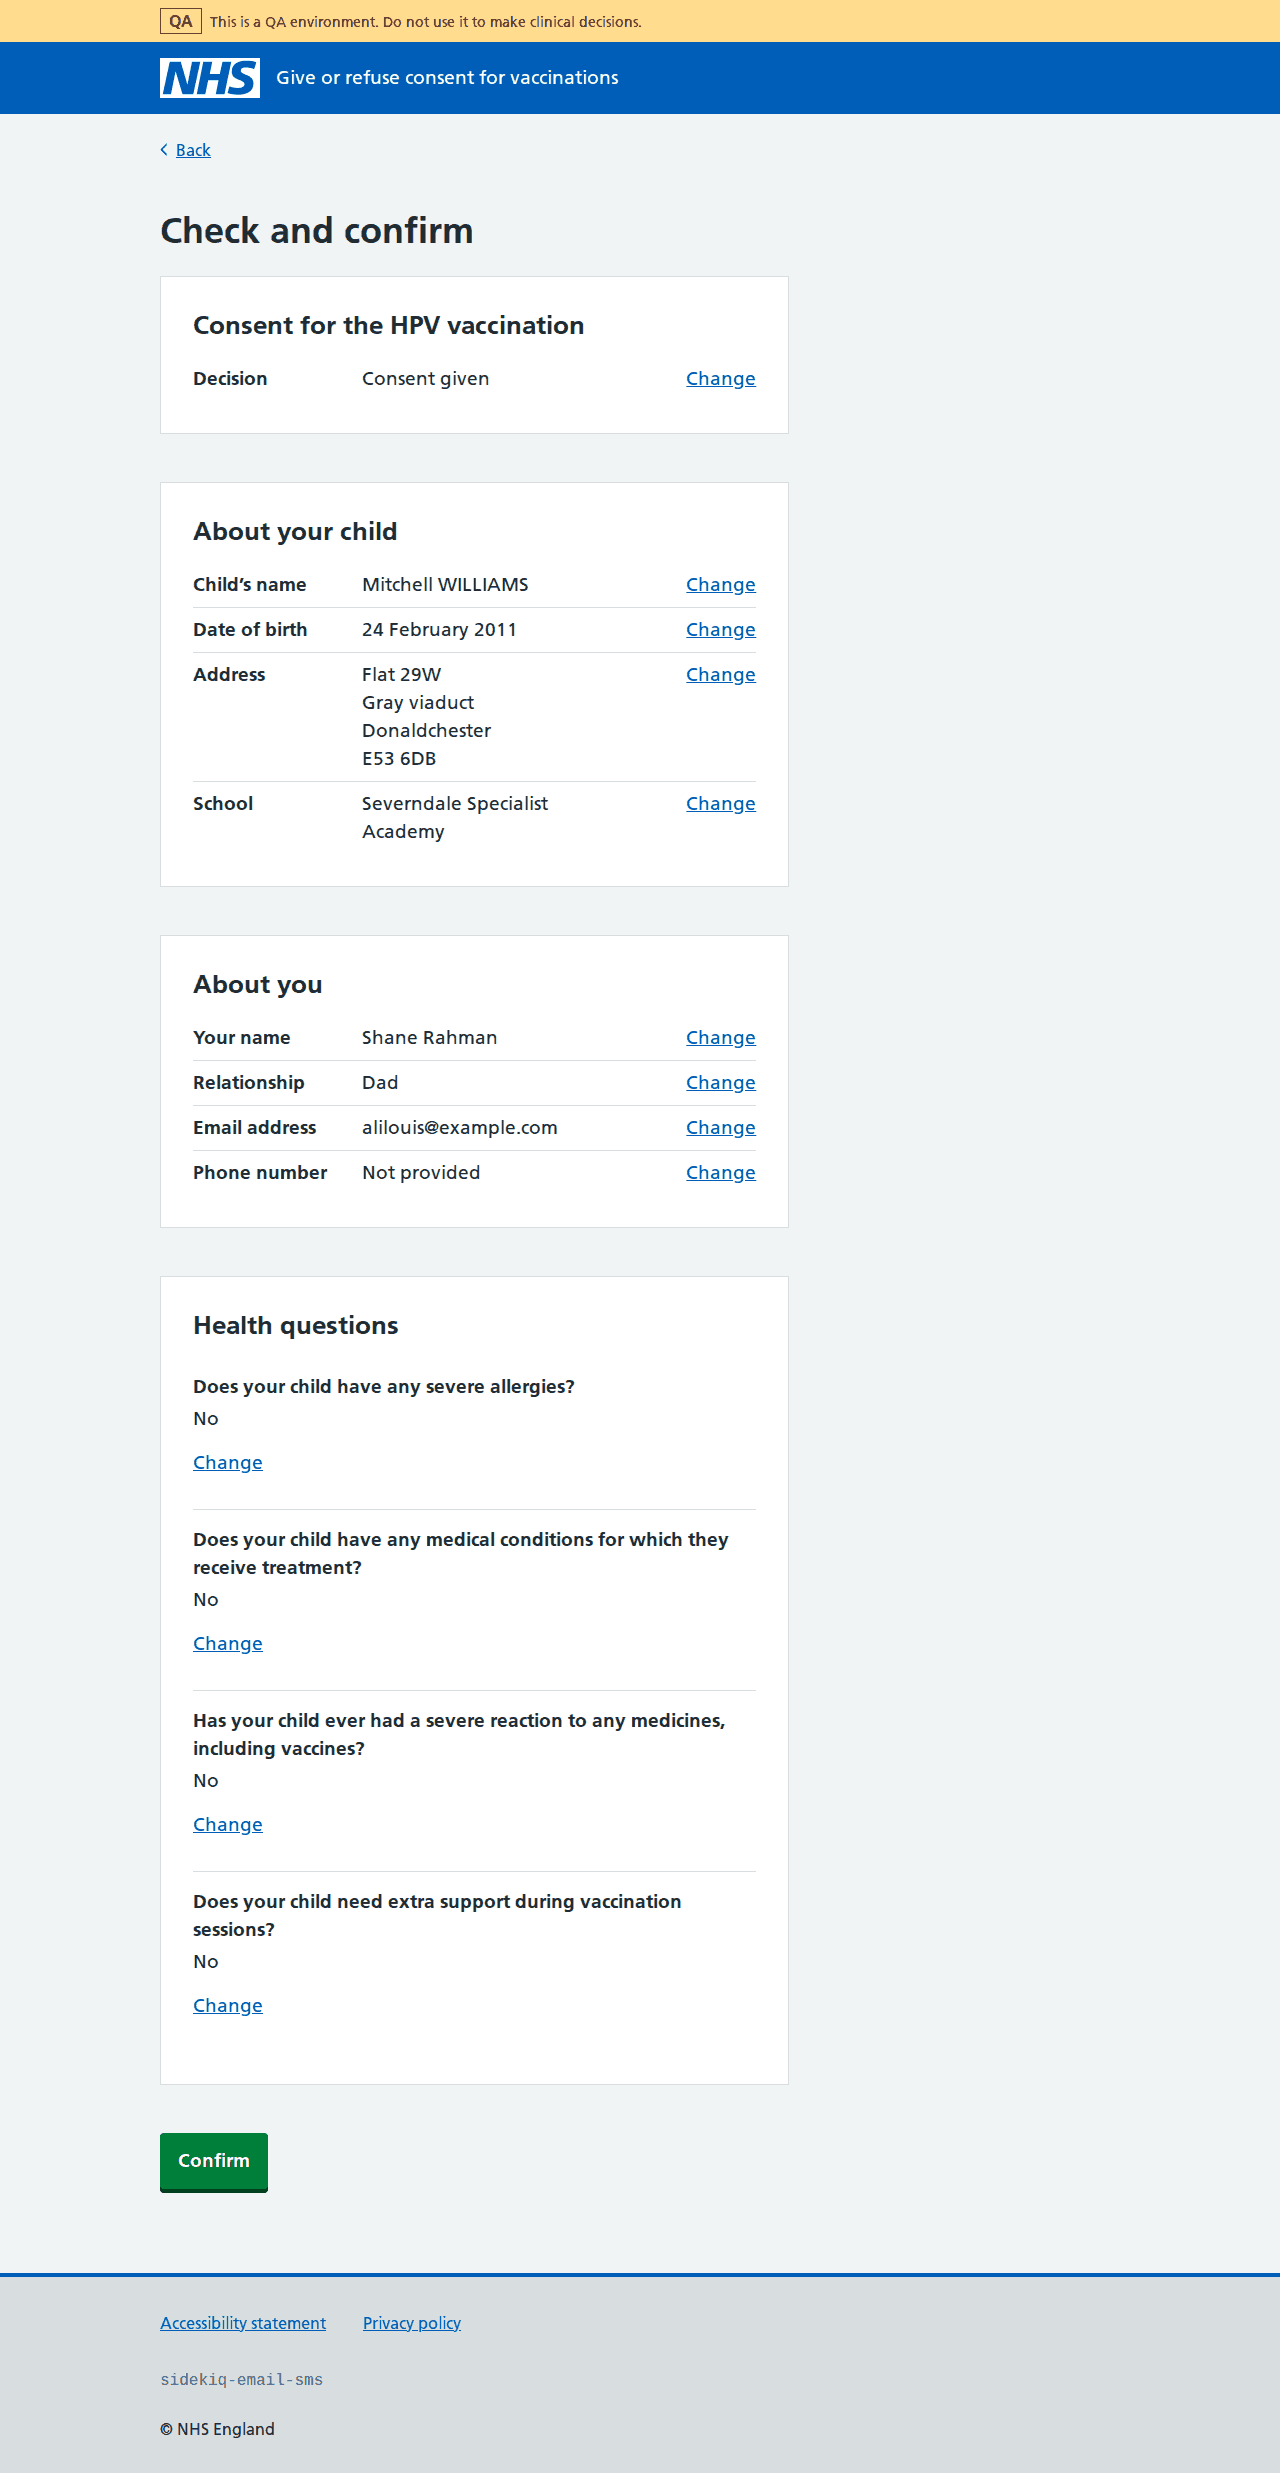 QA This is a QA environment. Do not use it to make clinical decisions.
NHS Give or refuse consent for vaccinations
Back
Check and confirm
Consent for the HPV vaccination
Decision Consent given Change
About your child
Child’s name Mitchell WILLIAMS Change
Date of birth 24 February 2011 Change
Address Flat 29W Change
Gray viaduct
Donaldchester
E53 6DB
School Severndale Specialist Change
Academy
About you
Your name Shane Rahman Change
Relationship Dad Change
Email address alilouis@example.com Change
Phone number Not provided Change
Health questions
Does your child have any severe allergies?
No
Change
Does your child have any medical conditions for which they
receive treatment?
No
Change
Has your child ever had a severe reaction to any medicines,
including vaccines?
No
Change
Does your child need extra support during vaccination
sessions?
No
Change
Confirm
Accessibility statement Privacy policy
sidekiq-email-sms
© NHS England